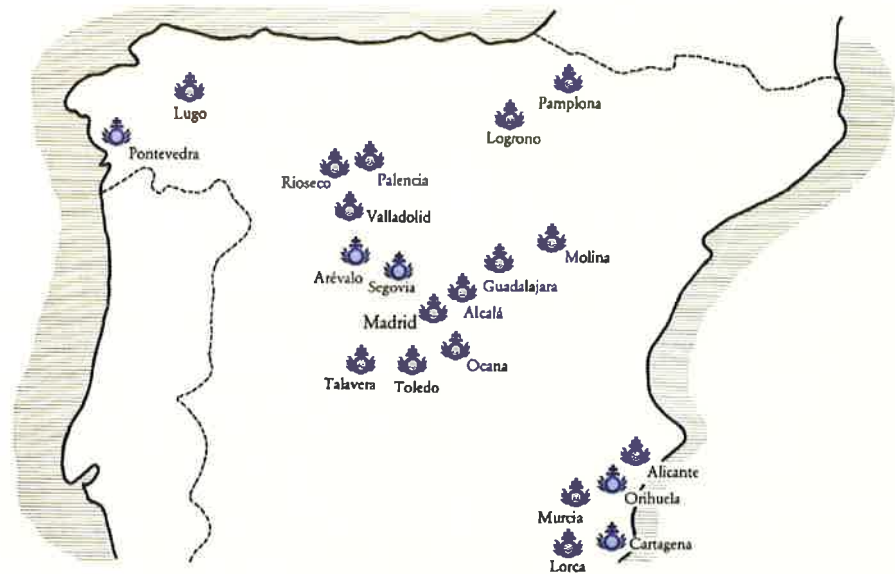 Lugo
Pamplona
Logrono
Pontevedra
Rioseco
Palencia
Valladolid
Molina
Arévalo
Segovia
Guadalajara
Alcalá
Madrid
Ocana
Talavera
Toledo
Alicante
Orihuela
Murcia
Cartagena
Lorca